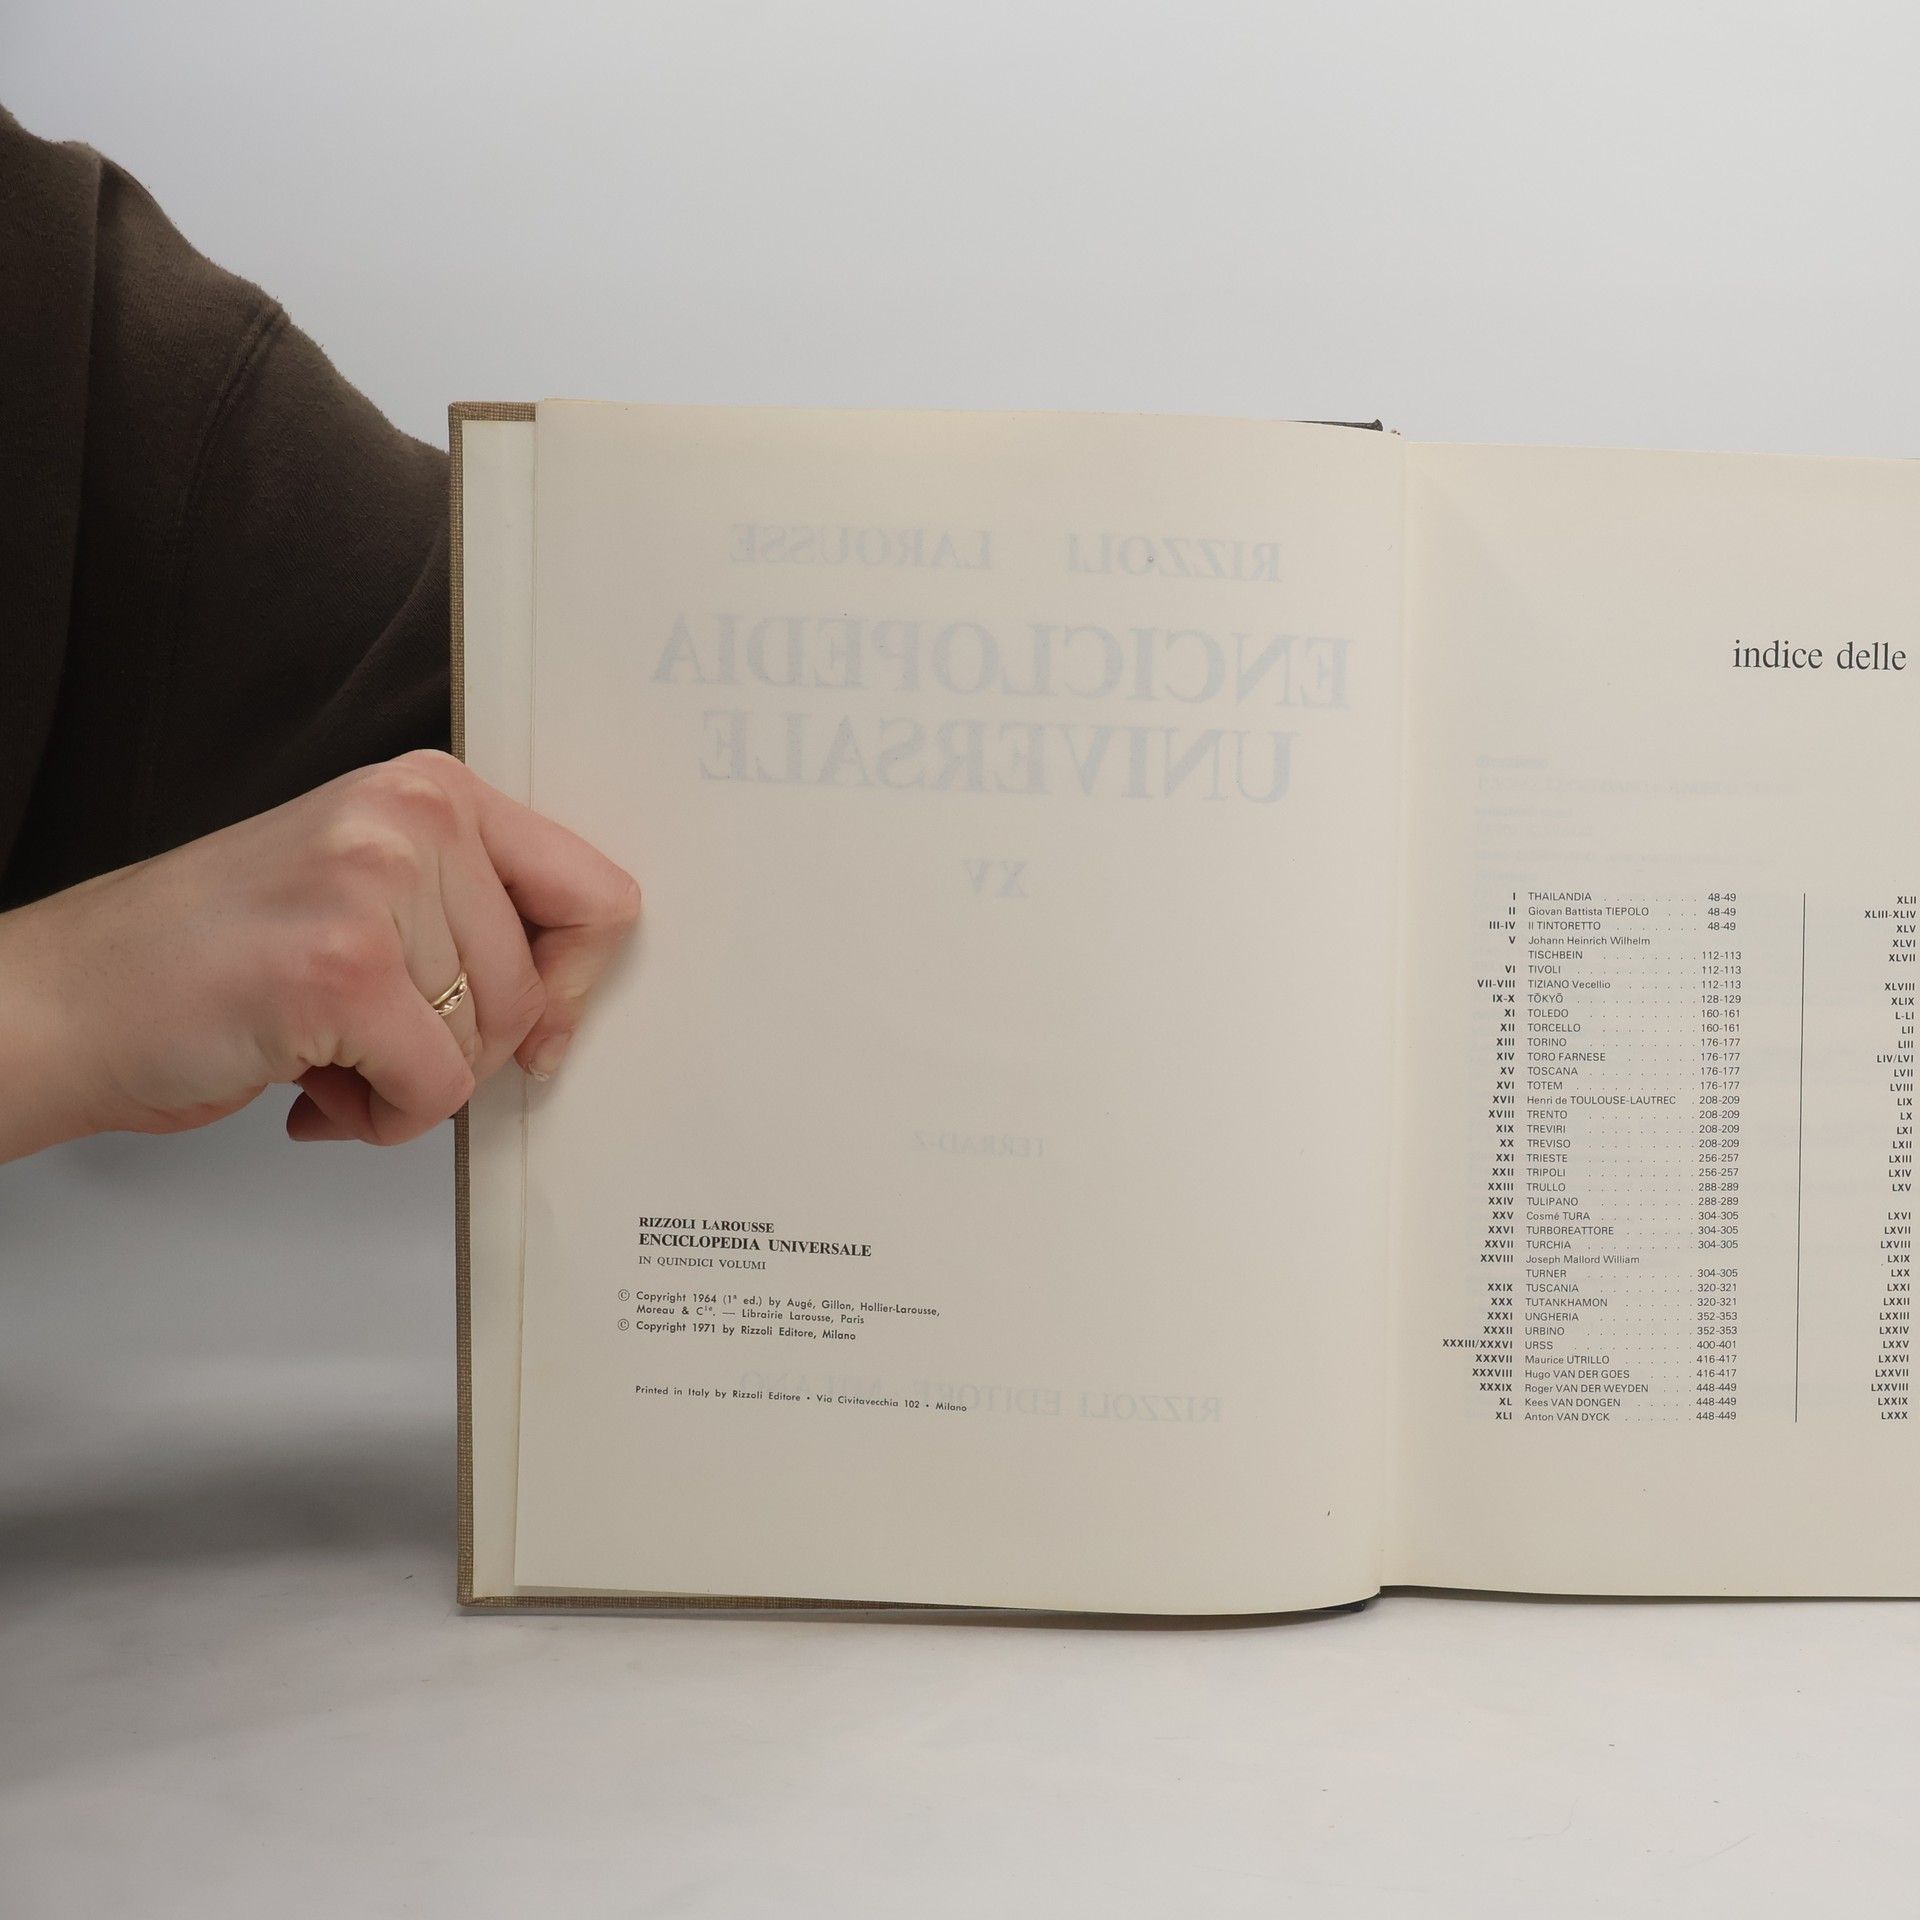 RIZZOLI LAROUSSE
ENCICLOPEDIA
UNIVERSALE
XV
TERRAD-Z
RIZZOLI LAROUSSE
ENCICLOPEDIA UNIVERSALE
IN QUINDICI VOLUMI
© Copyright 1964 (1ª ed.) by Augé, Gillon, Hollier-Larousse,
Moreau & Cie. — Librairie Larousse, Paris
© Copyright 1971 by Rizzoli Editore, Milano
Printed in Italy by Rizzoli Editore • Via Civitavecchia 102 • Milano
RIZZOLI EDITORE MILANO
indice delle
I THAILANDIA . . . . . . . . 48-49
II Giovan Battista TIEPOLO . . . 48-49
III-IV Il TINTORETTO . . . . . . . 48-49
V Johann Heinrich Wilhelm
TISCHBEIN . . . . . . . . 112-113
VI TIVOLI . . . . . . . . . . 112-113
VII-VIII TIZIANO Vecellio . . . . . . 112-113
IX-X TŌKYŌ . . . . . . . . . . 128-129
XI TOLEDO . . . . . . . . . 160-161
XII TORCELLO . . . . . . . . 160-161
XIII TORINO . . . . . . . . . 176-177
XIV TORO FARNESE . . . . . . 176-177
XV TOSCANA . . . . . . . . . 176-177
XVI TOTEM . . . . . . . . . . 176-177
XVII Henri de TOULOUSE-LAUTREC . 208-209
XVIII TRENTO . . . . . . . . . 208-209
XIX TREVIRI . . . . . . . . . 208-209
XX TREVISO . . . . . . . . . 208-209
XXI TRIESTE . . . . . . . . . 256-257
XXII TRIPOLI . . . . . . . . . 256-257
XXIII TRULLO . . . . . . . . . 288-289
XXIV TULIPANO . . . . . . . . 288-289
XXV Cosmé TURA . . . . . . . 304-305
XXVI TURBOREATTORE . . . . . . 304-305
XXVII TURCHIA . . . . . . . . . 304-305
XXVIII Joseph Mallord William
TURNER . . . . . . . . . 304-305
XXIX TUSCANIA . . . . . . . . 320-321
XXX TUTANKHAMON . . . . . . 320-321
XXXI UNGHERIA . . . . . . . . 352-353
XXXII URBINO . . . . . . . . . 352-353
XXXIII/XXXVI URSS . . . . . . . . . . 400-401
XXXVII Maurice UTRILLO . . . . . . 416-417
XXXVIII Hugo VAN DER GOES . . . . 416-417
XXXIX Roger VAN DER WEYDEN . . . 448-449
XL Kees VAN DONGEN . . . . . 448-449
XLI Anton VAN DYCK . . . . . . 448-449
XLII
XLIII-XLIV
XLV
XLVI
XLVII
XLVIII
XLIX
L-LI
LII
LIII
LIV/LVI
LVII
LVIII
LIX
LX
LXI
LXII
LXIII
LXIV
LXV
LXVI
LXVII
LXVIII
LXIX
LXX
LXXI
LXXII
LXXIII
LXXIV
LXXV
LXXVI
LXXVII
LXXVIII
LXXIX
LXXX